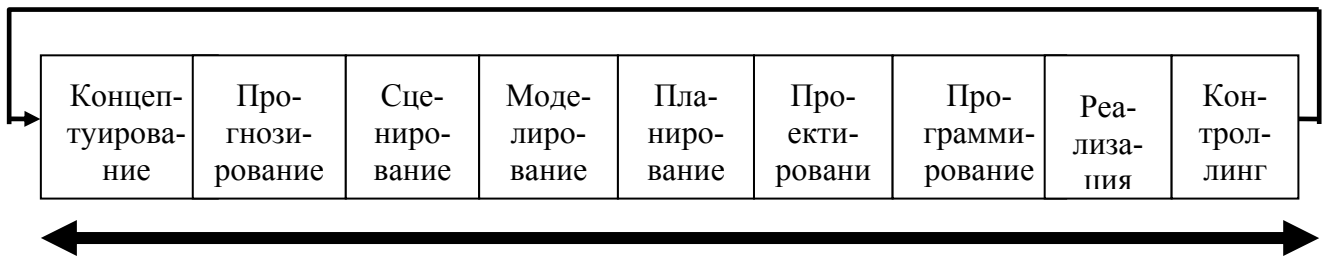 Концеп-
туирова-
ние
Про-
гнози-
рование
Сце-
ниро-
вание
Моде-
лиро-
вание
Пла-
ниро-
вание
Про-
екти-
ровани
Про-
грамми-
рование
Реа-
лиза-
ция
Кон-
трол-
линг